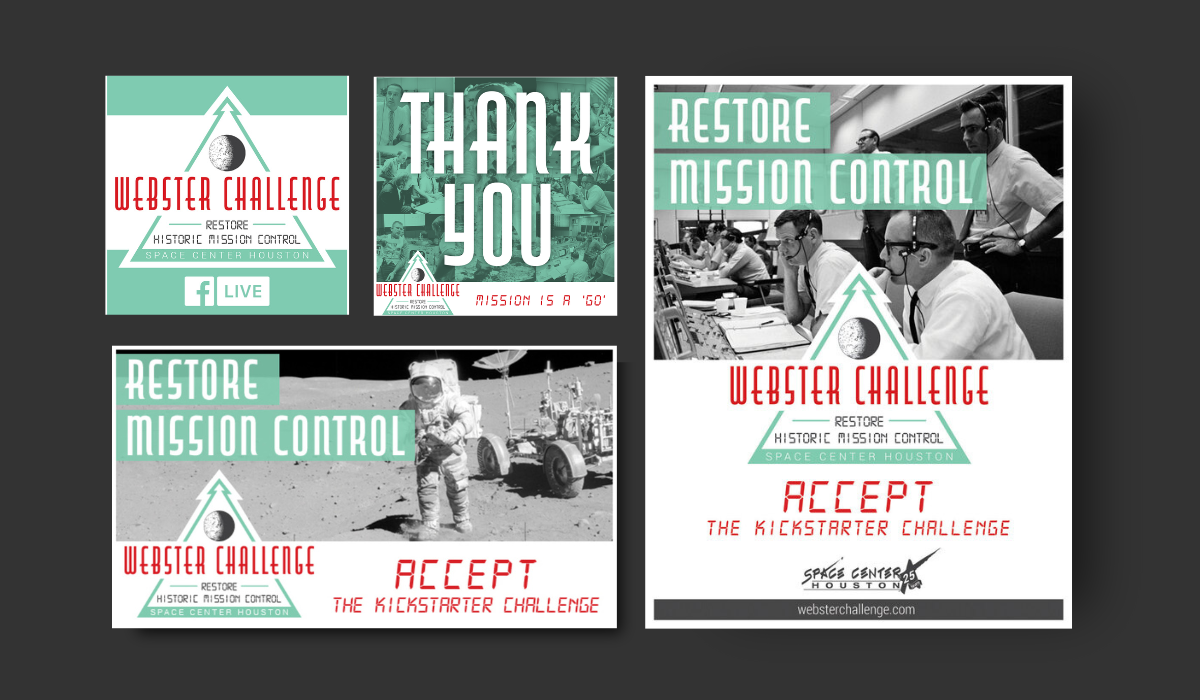 WEBSTER CHALLENGE
RESTORE
HISTORIC MISSION CONTROL
SPACE CENTER HOUSTON
f LIVE
THANK
YOU
WEBSTER CHALLENGE
RESTORE
HISTORIC MISSION CONTROL
SPACE CENTER HOUSTON
MISSION IS A 'GO'
RESTORE
MISSION CONTROL
WEBSTER CHALLENGE
RESTORE
HISTORIC MISSION CONTROL
SPACE CENTER HOUSTON
ACCEPT
THE KICKSTARTER CHALLENGE
RESTORE
MISSION CONTROL
WEBSTER CHALLENGE
RESTORE
HISTORIC MISSION CONTROL
SPACE CENTER HOUSTON
ACCEPT
THE KICKSTARTER CHALLENGE
SPACE CENTER 25
HOUSTON
websterchallenge.com